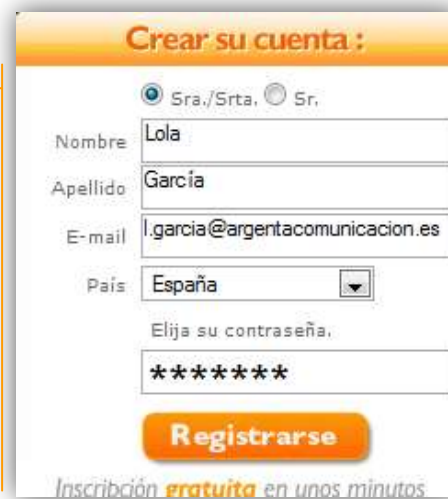 Crear su cuenta :
Sra./Srta. Sr.
Nombre Lola
Apellido García
E-mail l.garcia@argentacomunicacion.es
País España
Elija su contraseña.
*******
Registrarse
Inscribción gratuita en unos minutos